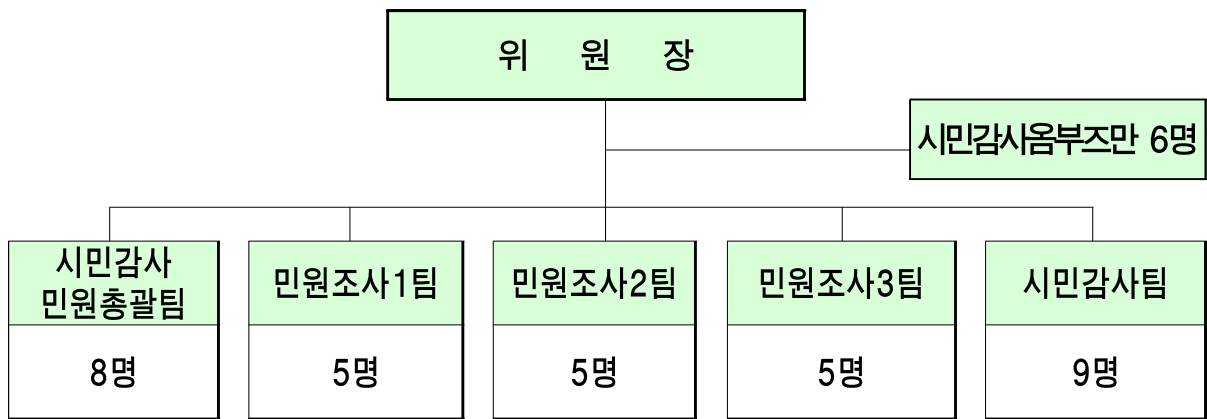 위 원 장
시민감사옴부즈만 6명
시민감사
민원총괄팀
민원조사1팀
민원조사2팀
민원조사3팀
시민감사팀
8명
5명
5명
5명
9명